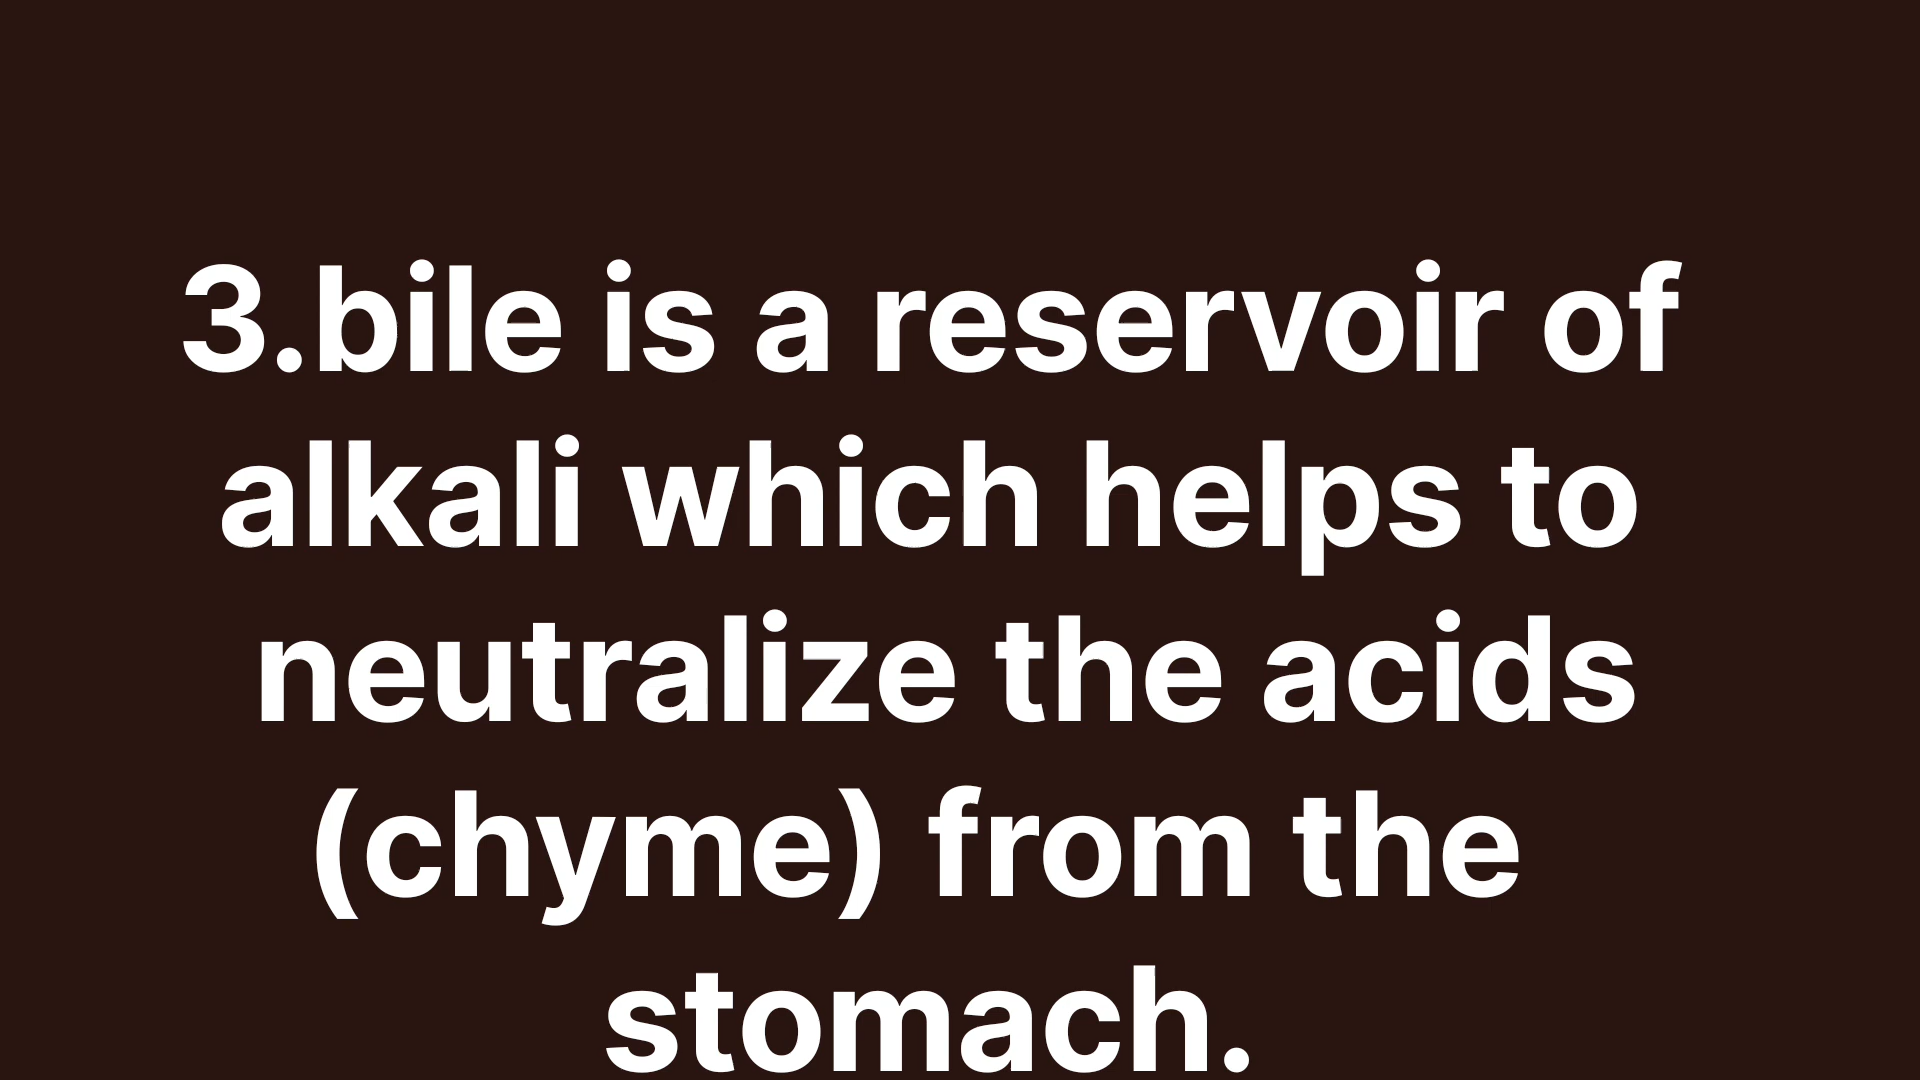 3.bile is a reservoir of
alkali which helps to
neutralize the acids
(chyme) from the
stomach.